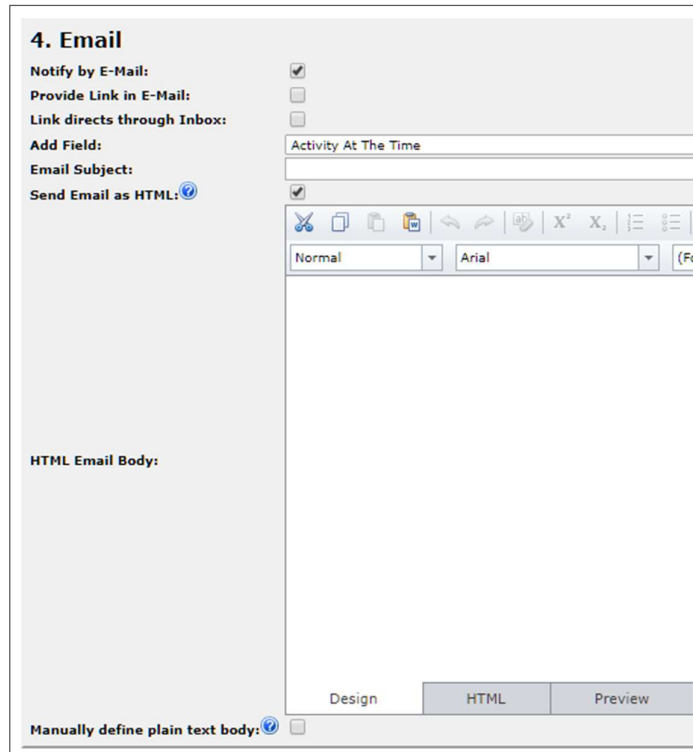 4. Email
Notify by E-Mail:
Provide Link in E-Mail:
Link directs through Inbox:
Add Field: Activity At The Time
Email Subject:
Send Email as HTML:
Normal Arial (Fo
HTML Email Body:
Design HTML Preview
Manually define plain text body: